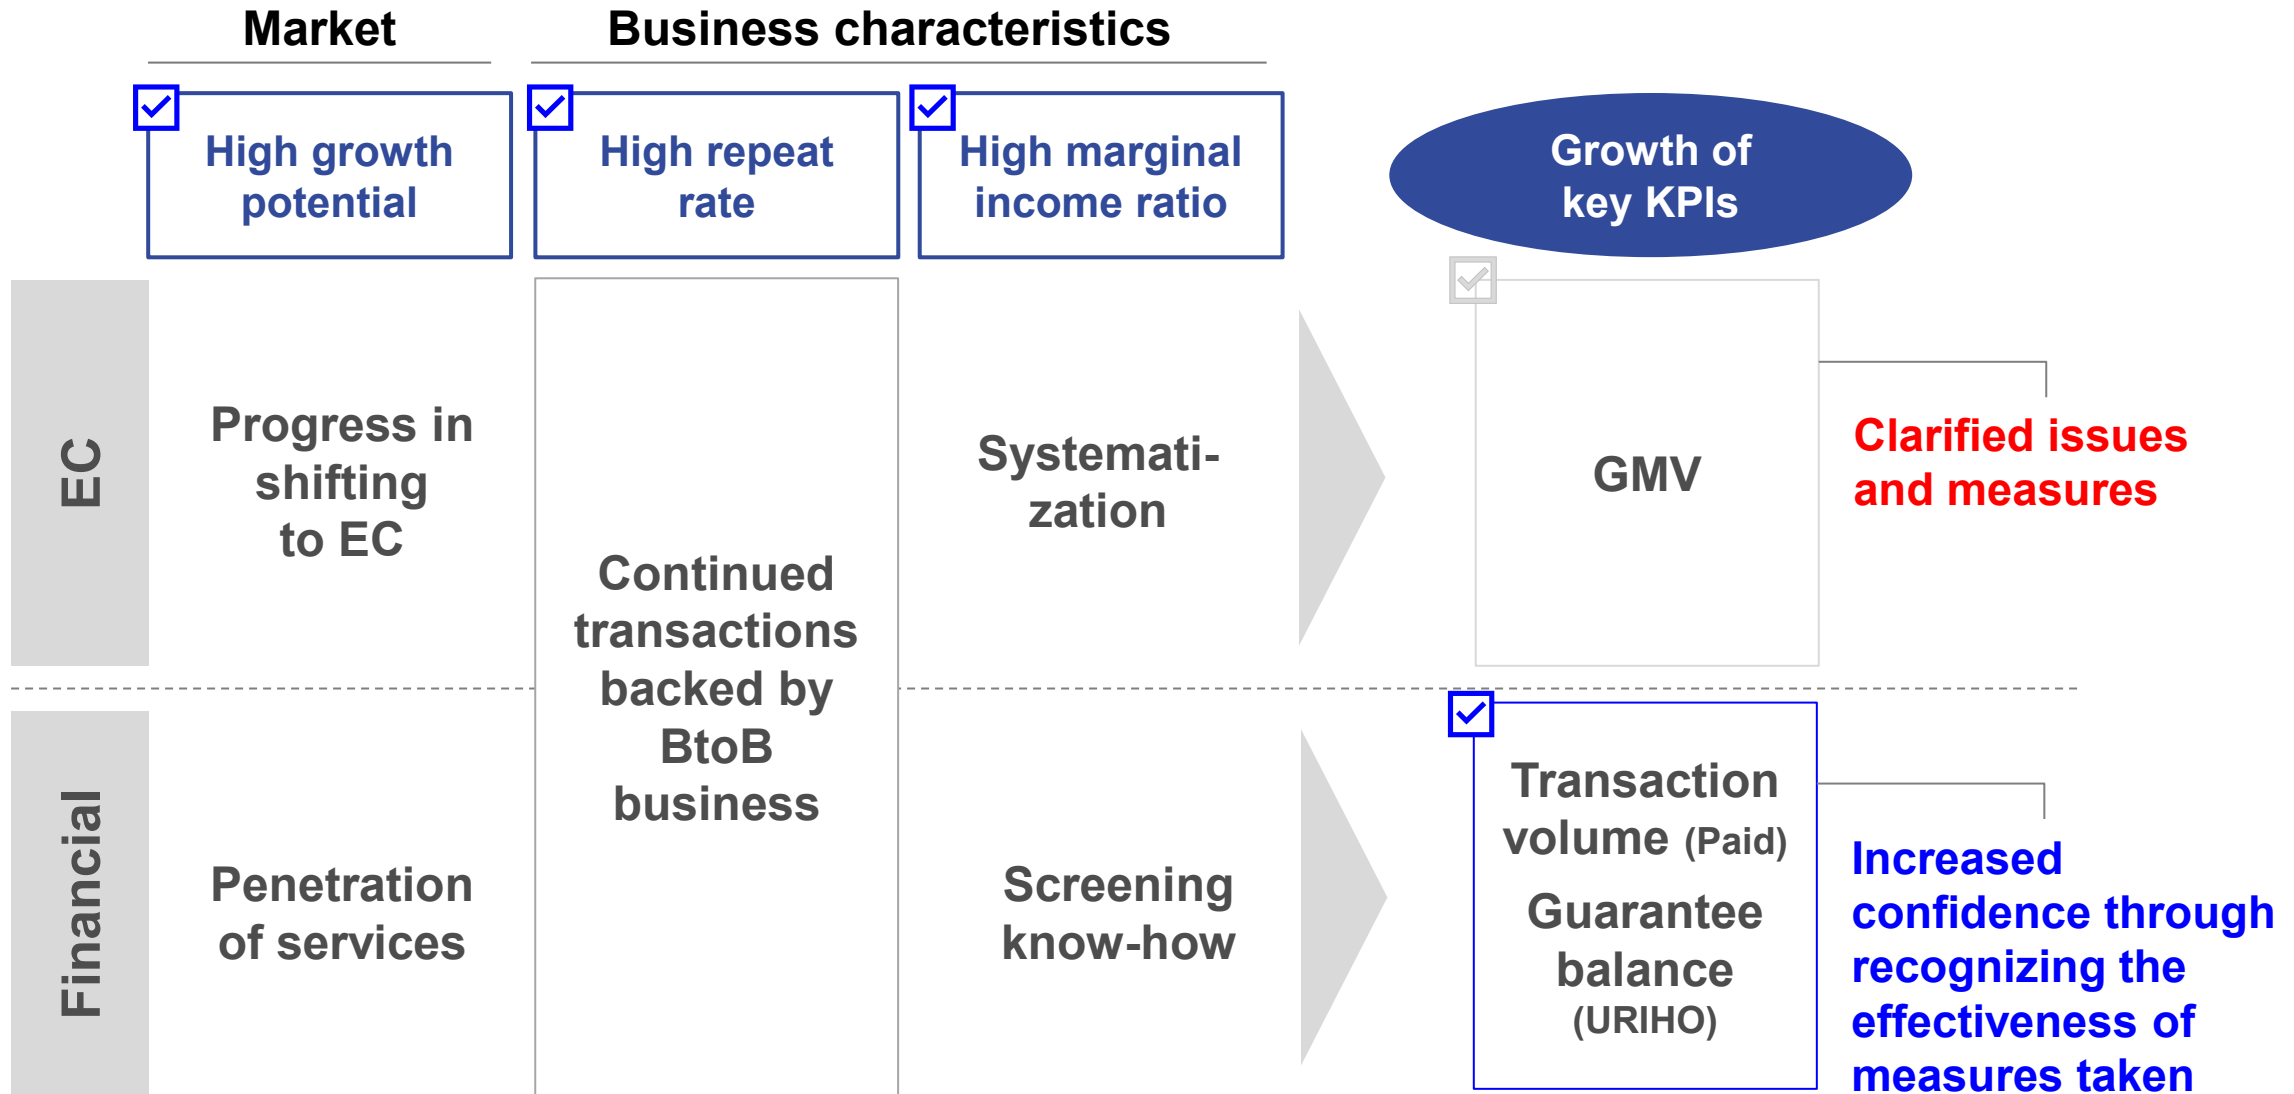 Market
Business characteristics
High growth
potential
High repeat
rate
High marginal
income ratio
Growth of
key KPIs
EC
Progress in
shifting
to EC
Continued
transactions
backed by
BtoB
business
Systemati-
zation
GMV
Clarified issues
and measures
Financial
Penetration
of services
Screening
know-how
Transaction
volume (Paid)
Guarantee
balance
(URIHO)
Increased
confidence through
recognizing the
effectiveness of
measures taken